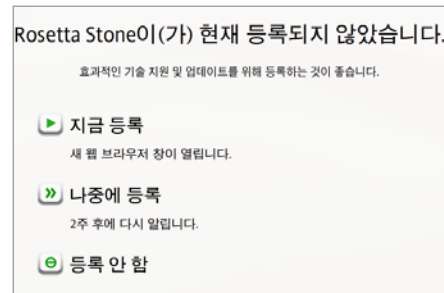 Rosetta Stone이(가) 현재 등록되지 않았습니다.
효과적인 기술 지원 및 업데이트를 위해 등록하는 것이 좋습니다.
지금 등록
새 웹 브라우저 창이 열립니다.
나중에 등록
2주 후에 다시 알립니다.
등록 안 함